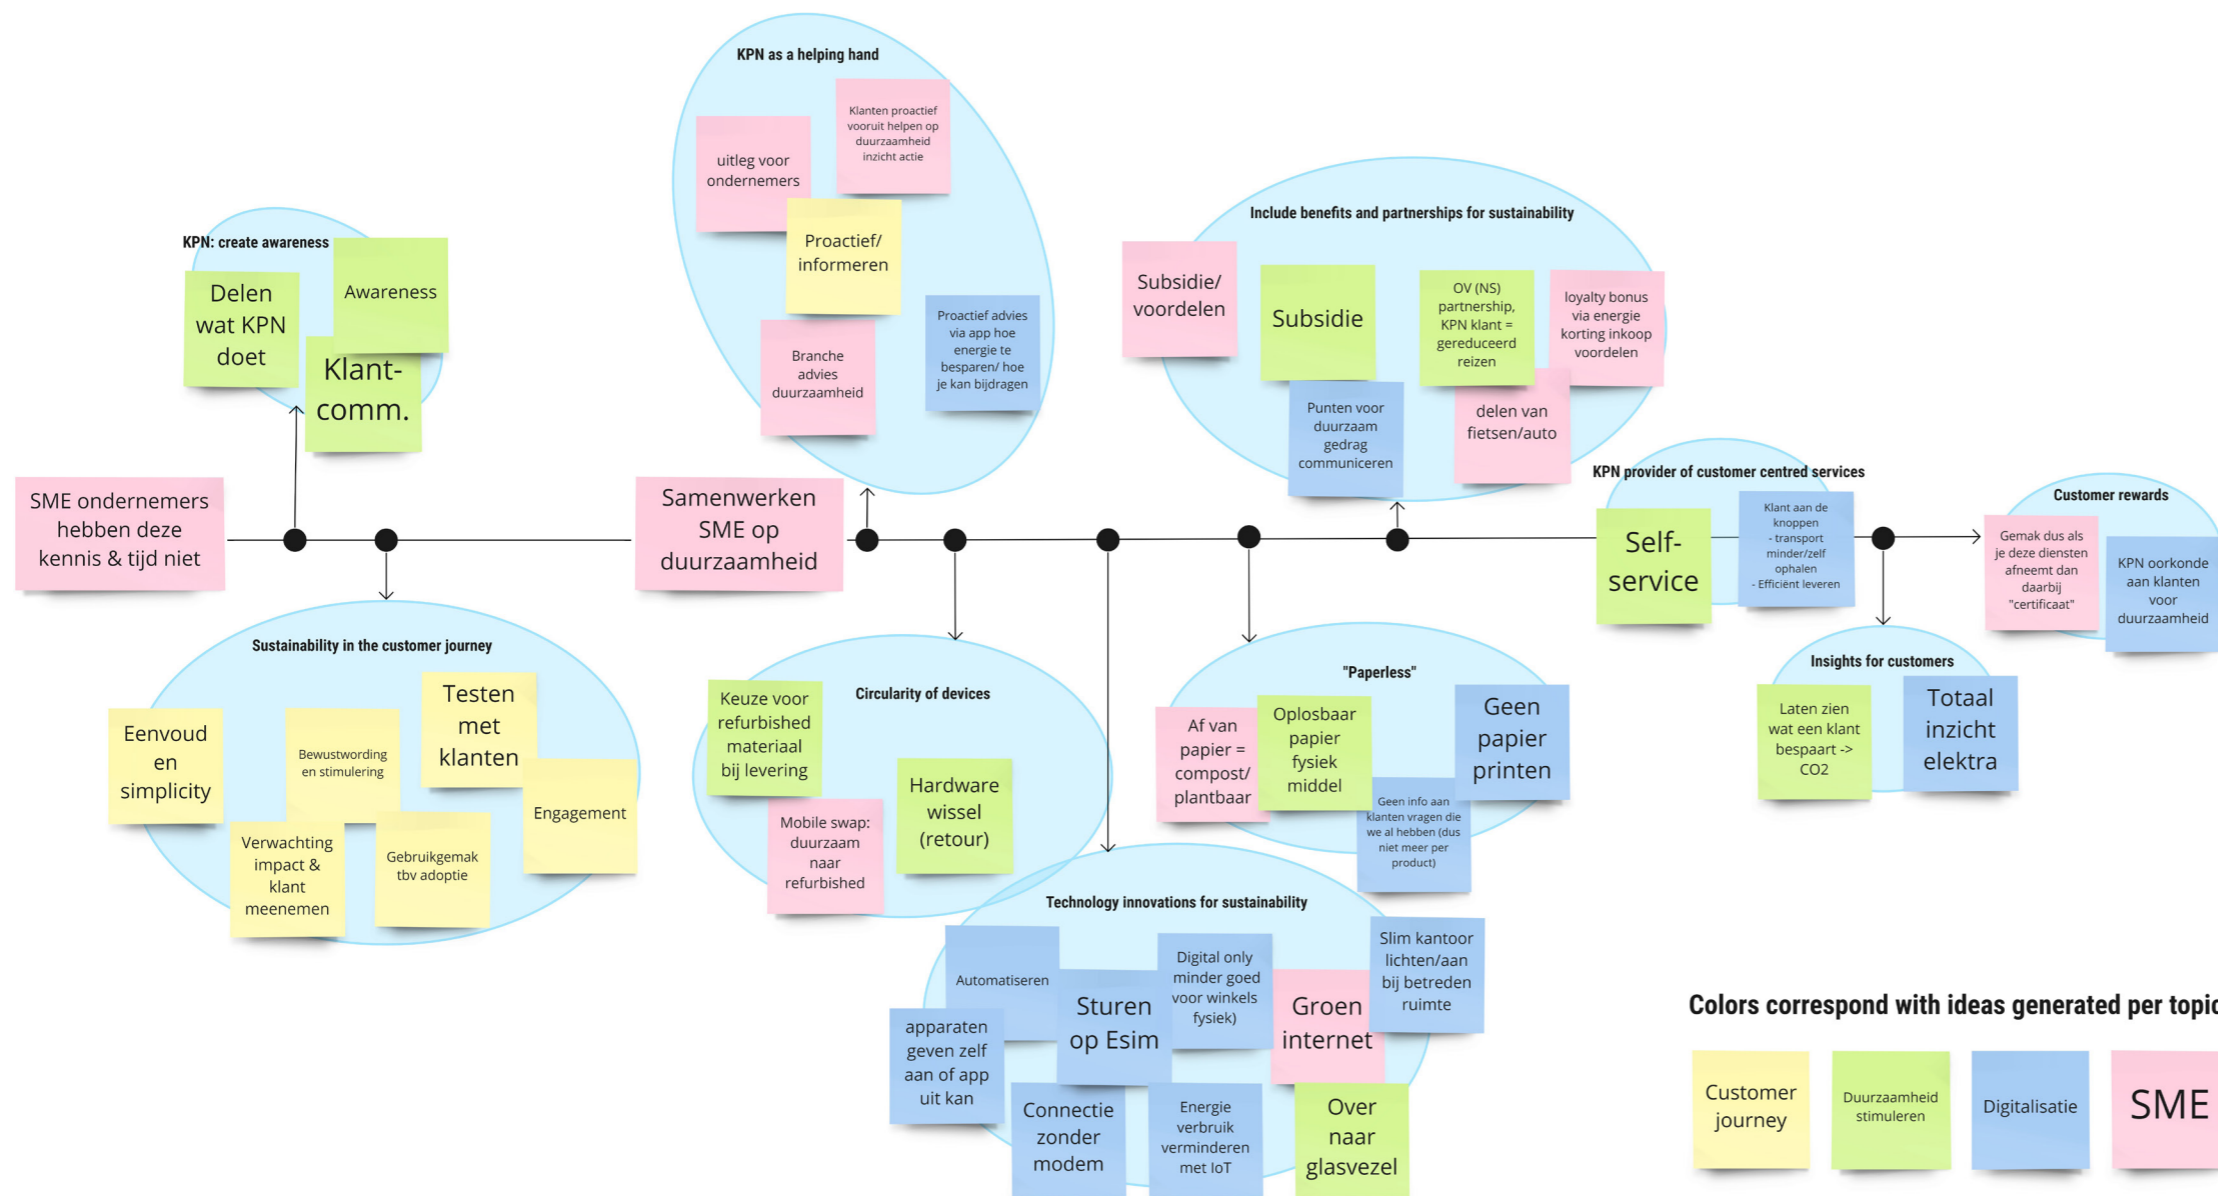 KPN as a helping hand
Klanten proactief
vooruit helpen op
duurzaamheid
inzicht actie
uitleg voor
ondernemers
Proactief/
informeren
Proactief advies
via app hoe
energie te
besparen/ hoe
je kan bijdragen
Branche
advies
duurzaamheid
KPN: create awareness
Delen
wat KPN
doet
Awareness
Klant-
comm.
Include benefits and partnerships for sustainability
Subsidie/
voordelen
Subsidie
OV (NS)
partnership,
KPN klant =
gereduceerd
reizen
loyalty bonus
via energie
korting inkoop
voordelen
Punten voor
duurzaam
gedrag
communiceren
delen van
fietsen/auto
SME ondernemers
hebben deze
kennis & tijd niet
Samenwerken
SME op
duurzaamheid
KPN provider of customer centred services
Self-
service
Klant aan de
knoppen
- transport
minder/zelf
ophalen
- Efficiënt leveren
Customer rewards
Gemak dus als
je deze diensten
afneemt dan
daarbij
"certificaat"
KPN oorkonde
aan klanten
voor
duurzaamheid
Sustainability in the customer journey
Eenvoud
en
simplicity
Bewustwording
en stimulering
Testen
met
klanten
Engagement
Verwachting
impact &
klant
meenemen
Gebruikgemak
tbv adoptie
Circularity of devices
Keuze voor
refurbished
materiaal
bij levering
Mobile swap:
duurzaam
naar
refurbished
Hardware
wissel
(retour)
"Paperless"
Af van
papier =
compost/
plantbaar
Oplosbaar
papier
fysiek
middel
Geen
papier
printen
Geen info aan
klanten vragen die
we al hebben (dus
niet meer per
product)
Insights for customers
Laten zien
wat een klant
bespaart ->
CO2
Totaal
inzicht
elektra
Technology innovations for sustainability
Automatiseren
apparaten
geven zelf
aan of app
uit kan
Sturen
op Esim
Digital only
minder goed
voor winkels
fysiek)
Groen
internet
Slim kantoor
lichten/aan
bij betreden
ruimte
Connectie
zonder
modem
Energie
verbruik
verminderen
met IoT
Over
naar
glasvezel
Colors correspond with ideas generated per topic
Customer
journey
Duurzaamheid
stimuleren
Digitalisatie
SME